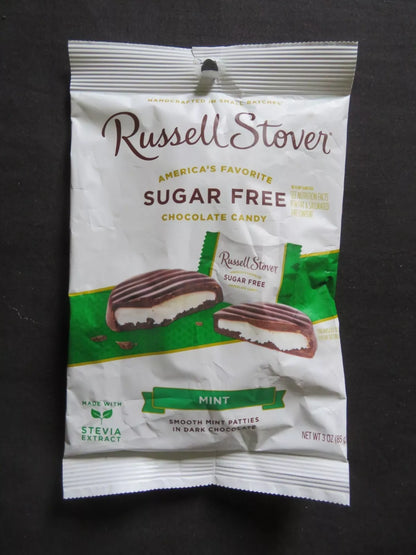 HANDCRAFTED IN SMALL BATCHES
Russell Stover
AMERICA'S FAVORITE
SUGAR FREE
CHOCOLATE CANDY
Russell Stover
SUGAR FREE
MINT
SMOOTH MINT PATTIES
IN DARK CHOCOLATE
MADE WITH
STEVIA
EXTRACT
NET WT 3 OZ (85g